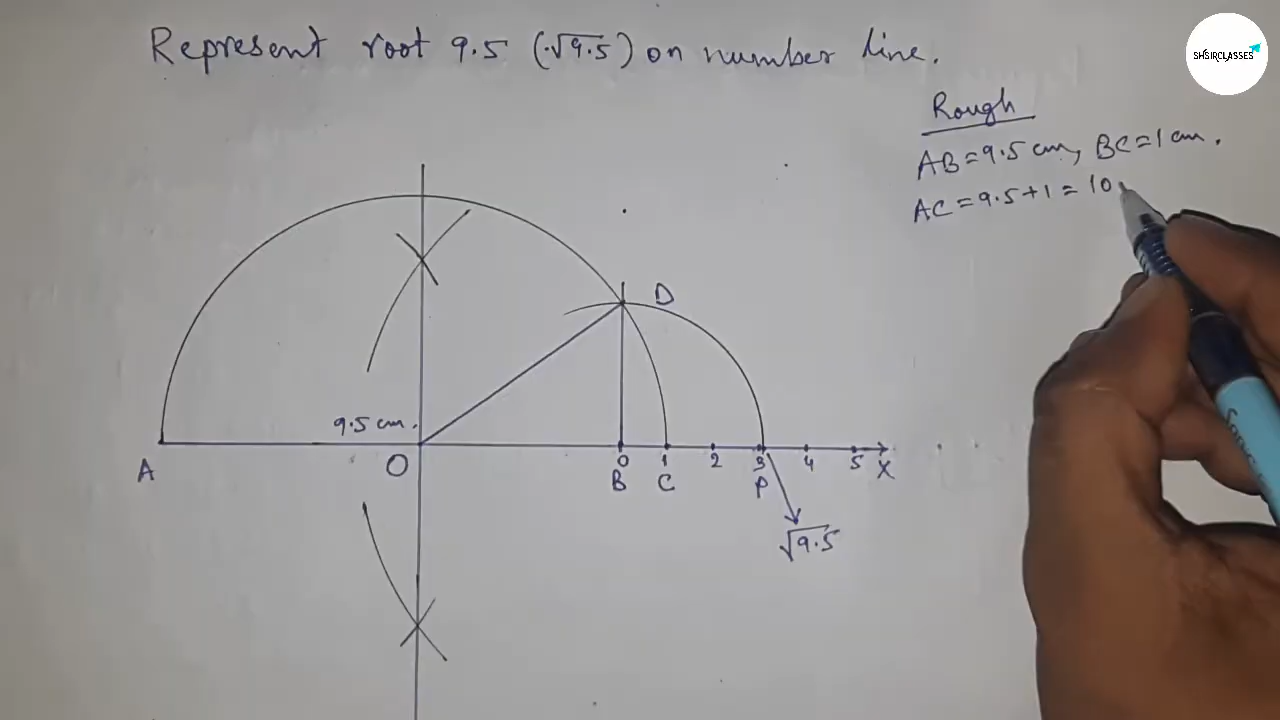 Represent root 9.5 (√9.5) on number line.
SHSIRCLASSES
Rough
AB=9.5 cm, BC=1 cm.
AC=9.5+1=10
D
9.5 cm.
A
O
0 1 2 3 4 5 X
B C P
√9.5